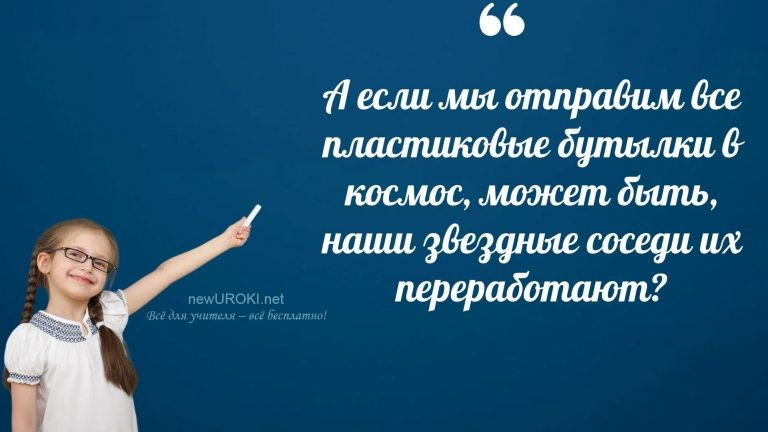 “
А если мы отправим все
пластиковые бутылки в
космос, может быть,
наши звездные соседи их
переработают?
newUROKI.net
Всё для учителя – всё бесплатно!